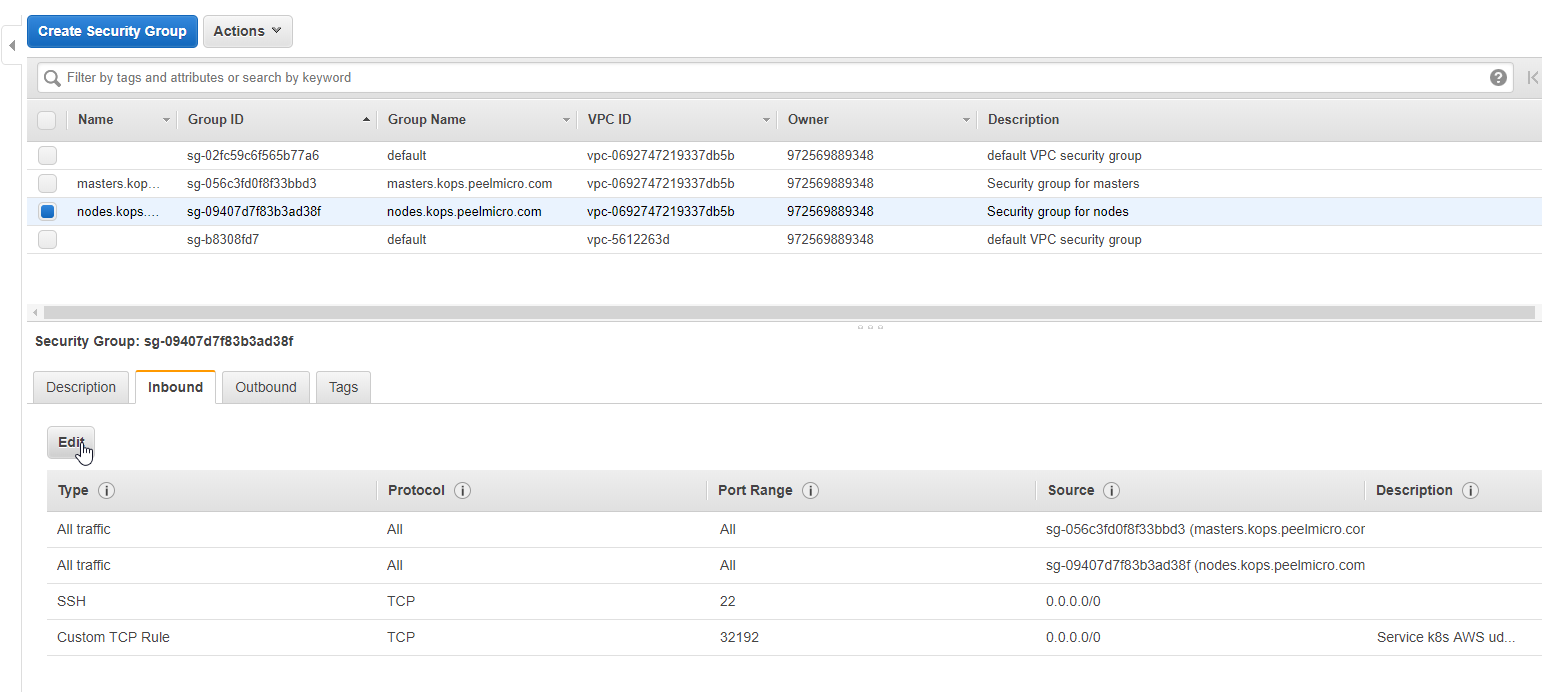 Create Security Group Actions
Filter by tags and attributes or search by keyword
Name Group ID Group Name VPC ID Owner Description
sg-02fc59c6f565b77a6 default vpc-0692747219337db5b 972569889348 default VPC security group
masters.kop... sg-056c3fd0f8f33bbd3 masters.kops.peelmicro.com vpc-0692747219337db5b 972569889348 Security group for masters
nodes.kops.... sg-09407d7f83b3ad38f nodes.kops.peelmicro.com vpc-0692747219337db5b 972569889348 Security group for nodes
sg-b8308fd7 default vpc-5612263d 972569889348 default VPC security group
Security Group: sg-09407d7f83b3ad38f
Description Inbound Outbound Tags
Edit
Type Protocol Port Range Source Description
All traffic All All sg-056c3fd0f8f33bbd3 (masters.kops.peelmicro.cor
All traffic All All sg-09407d7f83b3ad38f (nodes.kops.peelmicro.com
SSH TCP 22 0.0.0.0/0
Custom TCP Rule TCP 32192 0.0.0.0/0 Service k8s AWS ud...